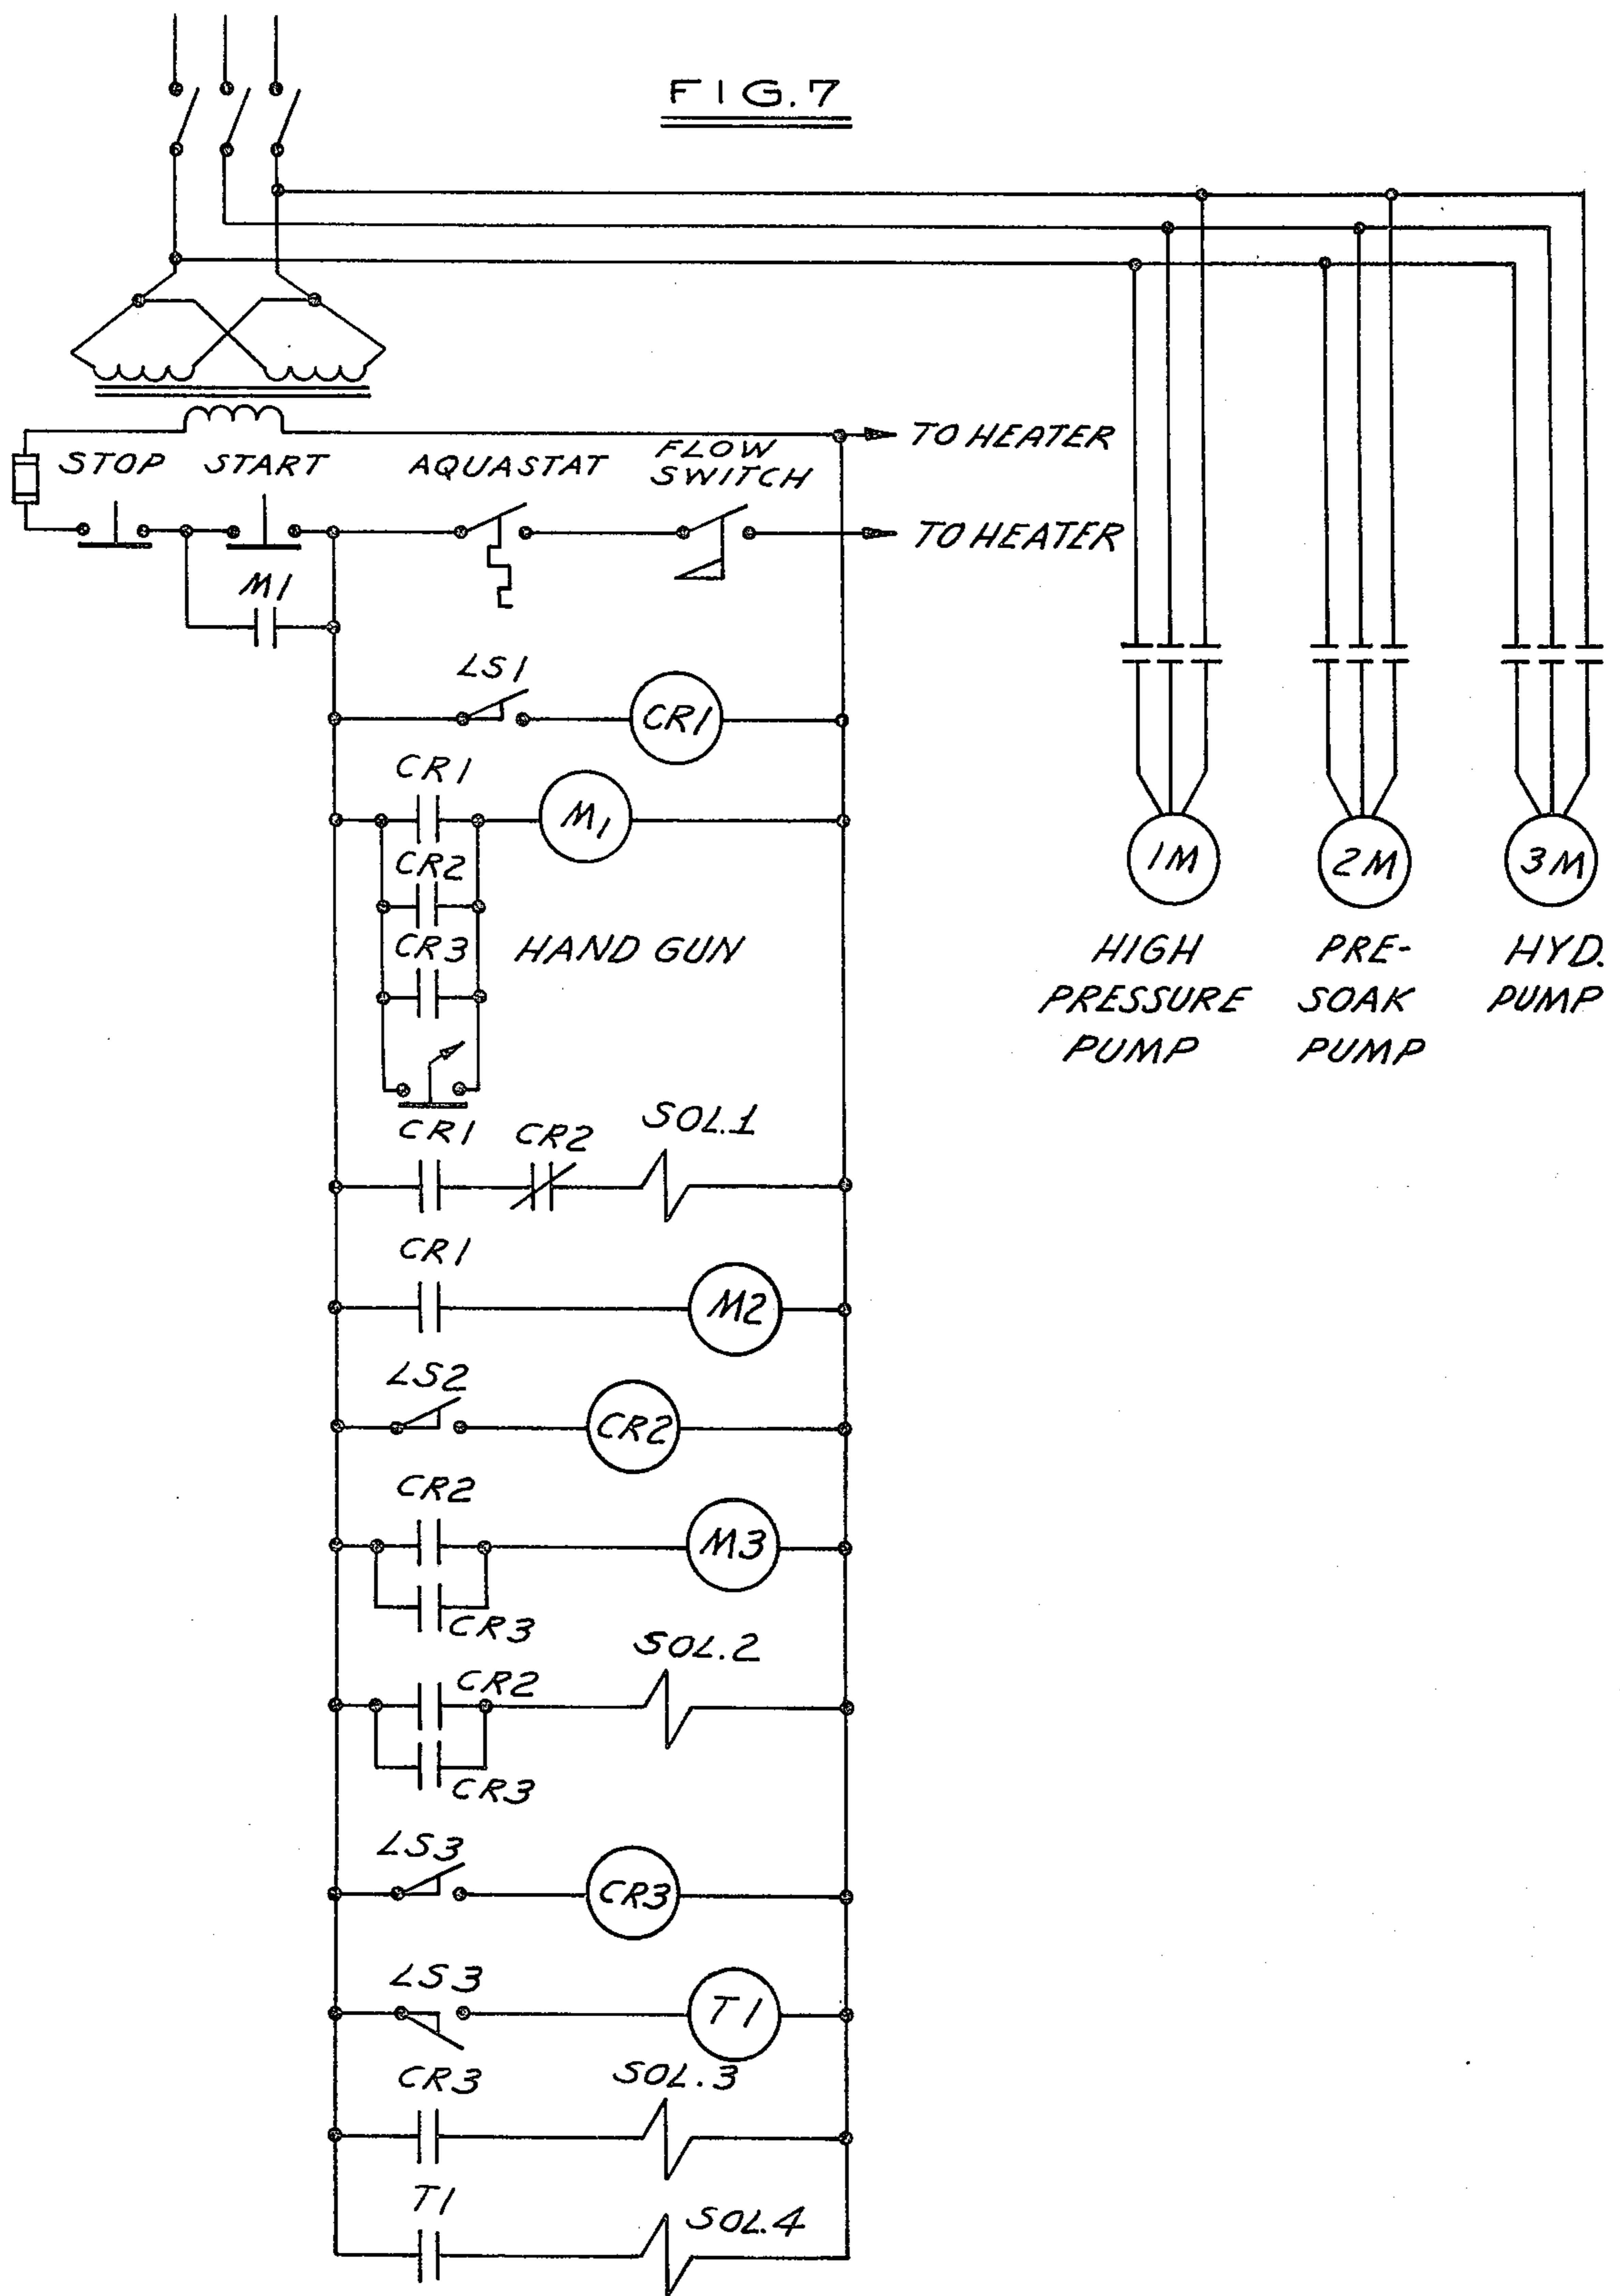 FIG. 7
TO HEATER
STOP START AQUASTAT FLOW SWITCH
TO HEATER
M1
LS1
CR1
CR1
M1
CR2
CR3
HAND GUN
1M
2M
3M
HIGH PRESSURE PUMP
PRE-SOAK PUMP
HYD. PUMP
CR1 CR2 SOL.1
CR1
M2
LS2
CR2
CR2
M3
CR3
SOL.2
CR2
CR3
LS3
CR3
LS3
T1
CR3 SOL.3
T1
SOL.4